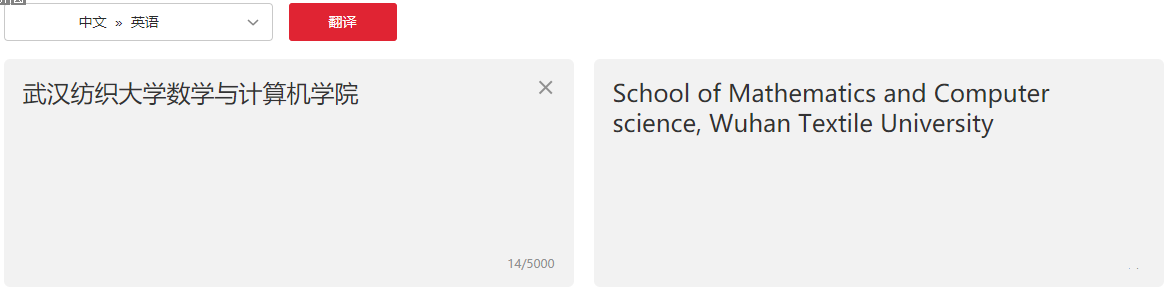 中文 » 英语
翻译
武汉纺织大学数学与计算机学院
School of Mathematics and Computer
science, Wuhan Textile University
14/5000